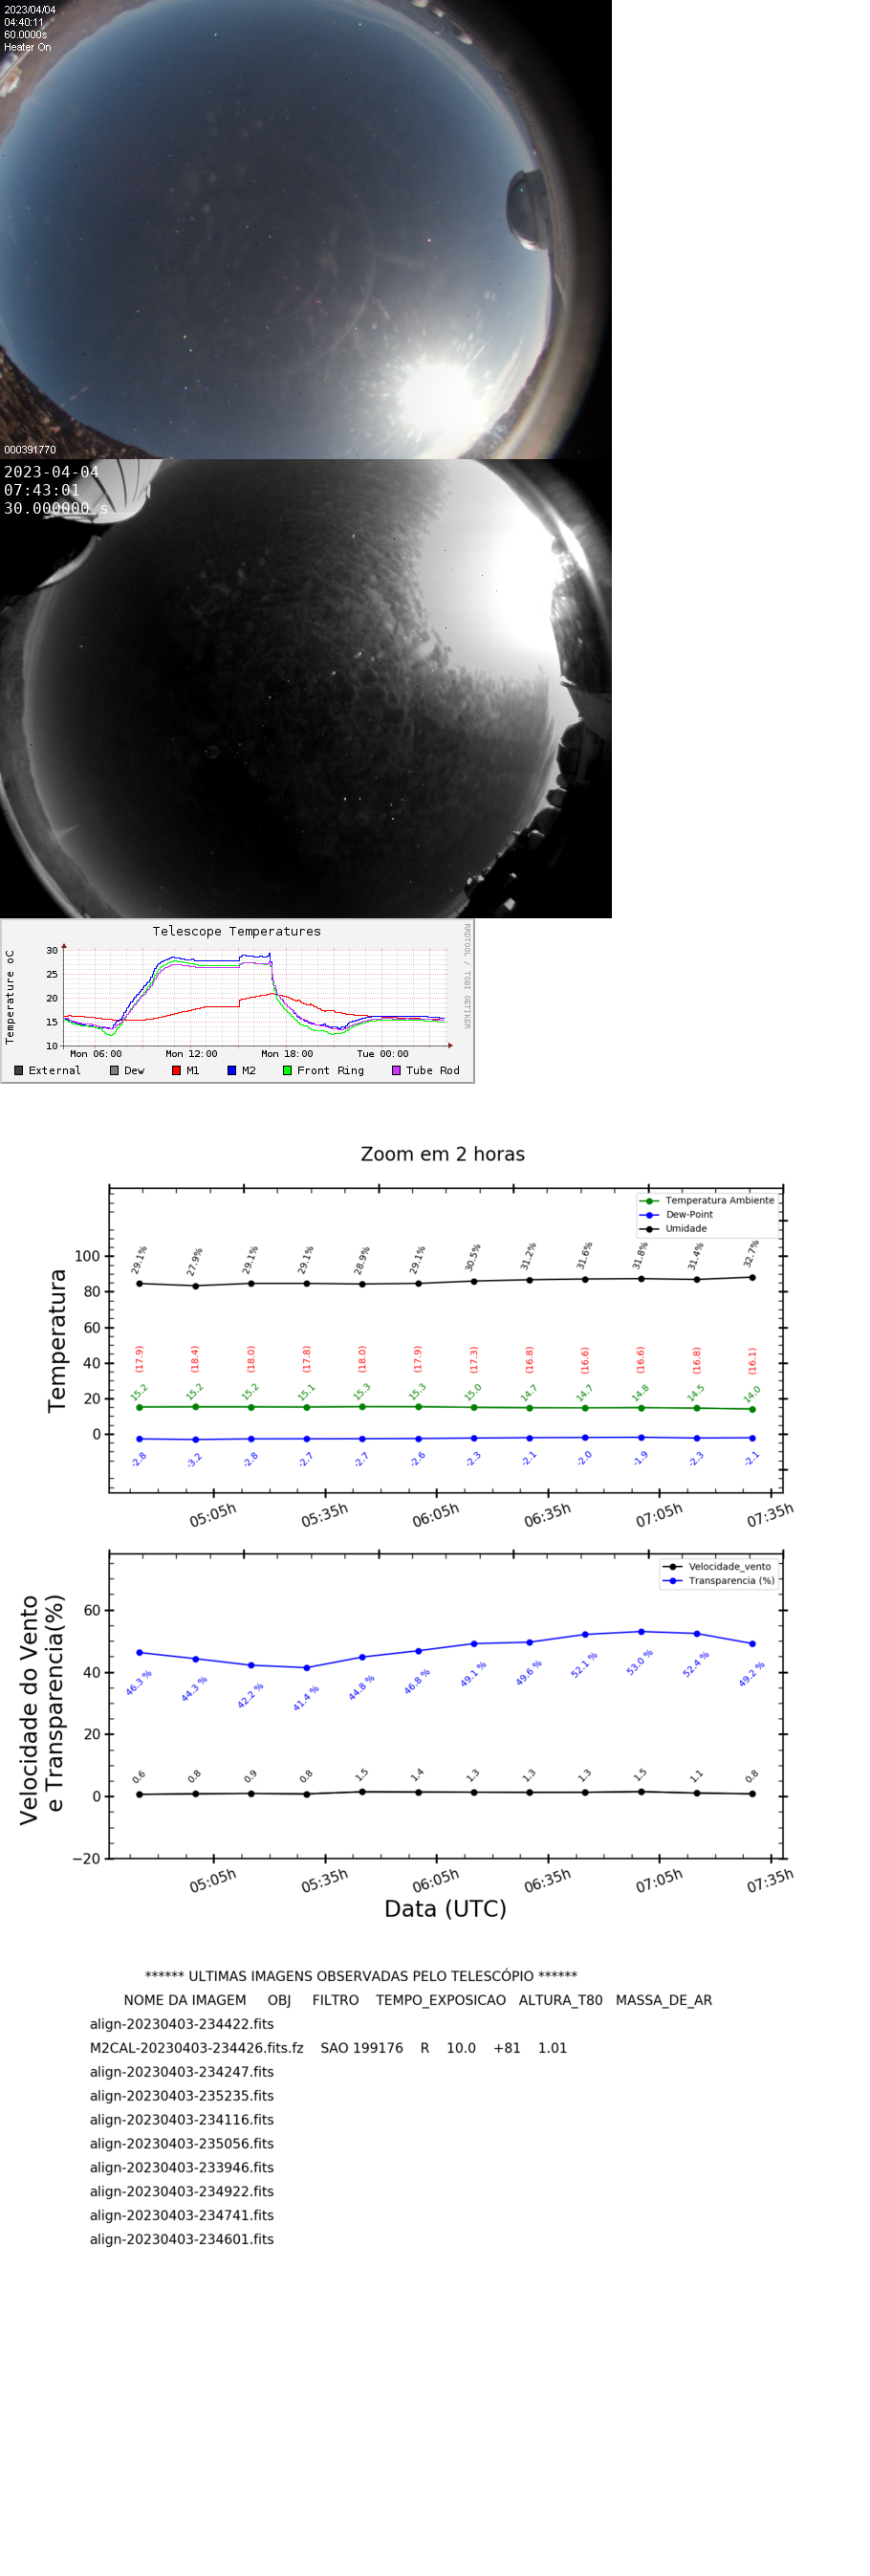 2023/04/04
04:40:11
60.0000s
Heater On
000391770
2023-04-04
07:43:01
30.000000 s
Telescope Temperatures
RRDTOOL / TOBI OETIKER
Temperature oC
30
25
20
15
10
Mon 06:00 Mon 12:00 Mon 18:00 Tue 00:00
External Dew M1 M2 Front Ring Tube Rod
Zoom em 2 horas
Temperatura Ambiente
Dew-Point
Umidade
Temperatura
100
80
60
40
20
0
29.1% 27.9% 29.1% 29.1% 28.9% 29.1% 30.5% 31.2% 31.6% 31.8% 31.4% 32.7%
(17.9) (18.4) (18.0) (17.8) (18.0) (17.9) (17.3) (16.8) (16.6) (16.6) (16.8) (16.1)
15.2 15.2 15.2 15.1 15.3 15.3 15.0 14.7 14.7 14.8 14.5 14.0
-2.8 -3.2 -2.8 -2.7 -2.7 -2.6 -2.3 -2.1 -2.0 -1.9 -2.3 -2.1
05:05h 05:35h 06:05h 06:35h 07:05h 07:35h
Velocidade_vento
Transparencia (%)
Velocidade do Vento
e Transparencia(%)
60
40
20
0
−20
46.3 % 44.3 % 42.2 % 41.4 % 44.8 % 46.8 % 49.1 % 49.6 % 52.1 % 53.0 % 52.4 % 49.2 %
0.6 0.8 0.9 0.8 1.5 1.4 1.3 1.3 1.3 1.5 1.1 0.8
05:05h 05:35h 06:05h 06:35h 07:05h 07:35h
Data (UTC)
****** ULTIMAS IMAGENS OBSERVADAS PELO TELESCÓPIO ******
NOME DA IMAGEM OBJ FILTRO TEMPO_EXPOSICAO ALTURA_T80 MASSA_DE_AR
align-20230403-234422.fits
M2CAL-20230403-234426.fits.fz SAO 199176 R 10.0 +81 1.01
align-20230403-234247.fits
align-20230403-235235.fits
align-20230403-234116.fits
align-20230403-235056.fits
align-20230403-233946.fits
align-20230403-234922.fits
align-20230403-234741.fits
align-20230403-234601.fits